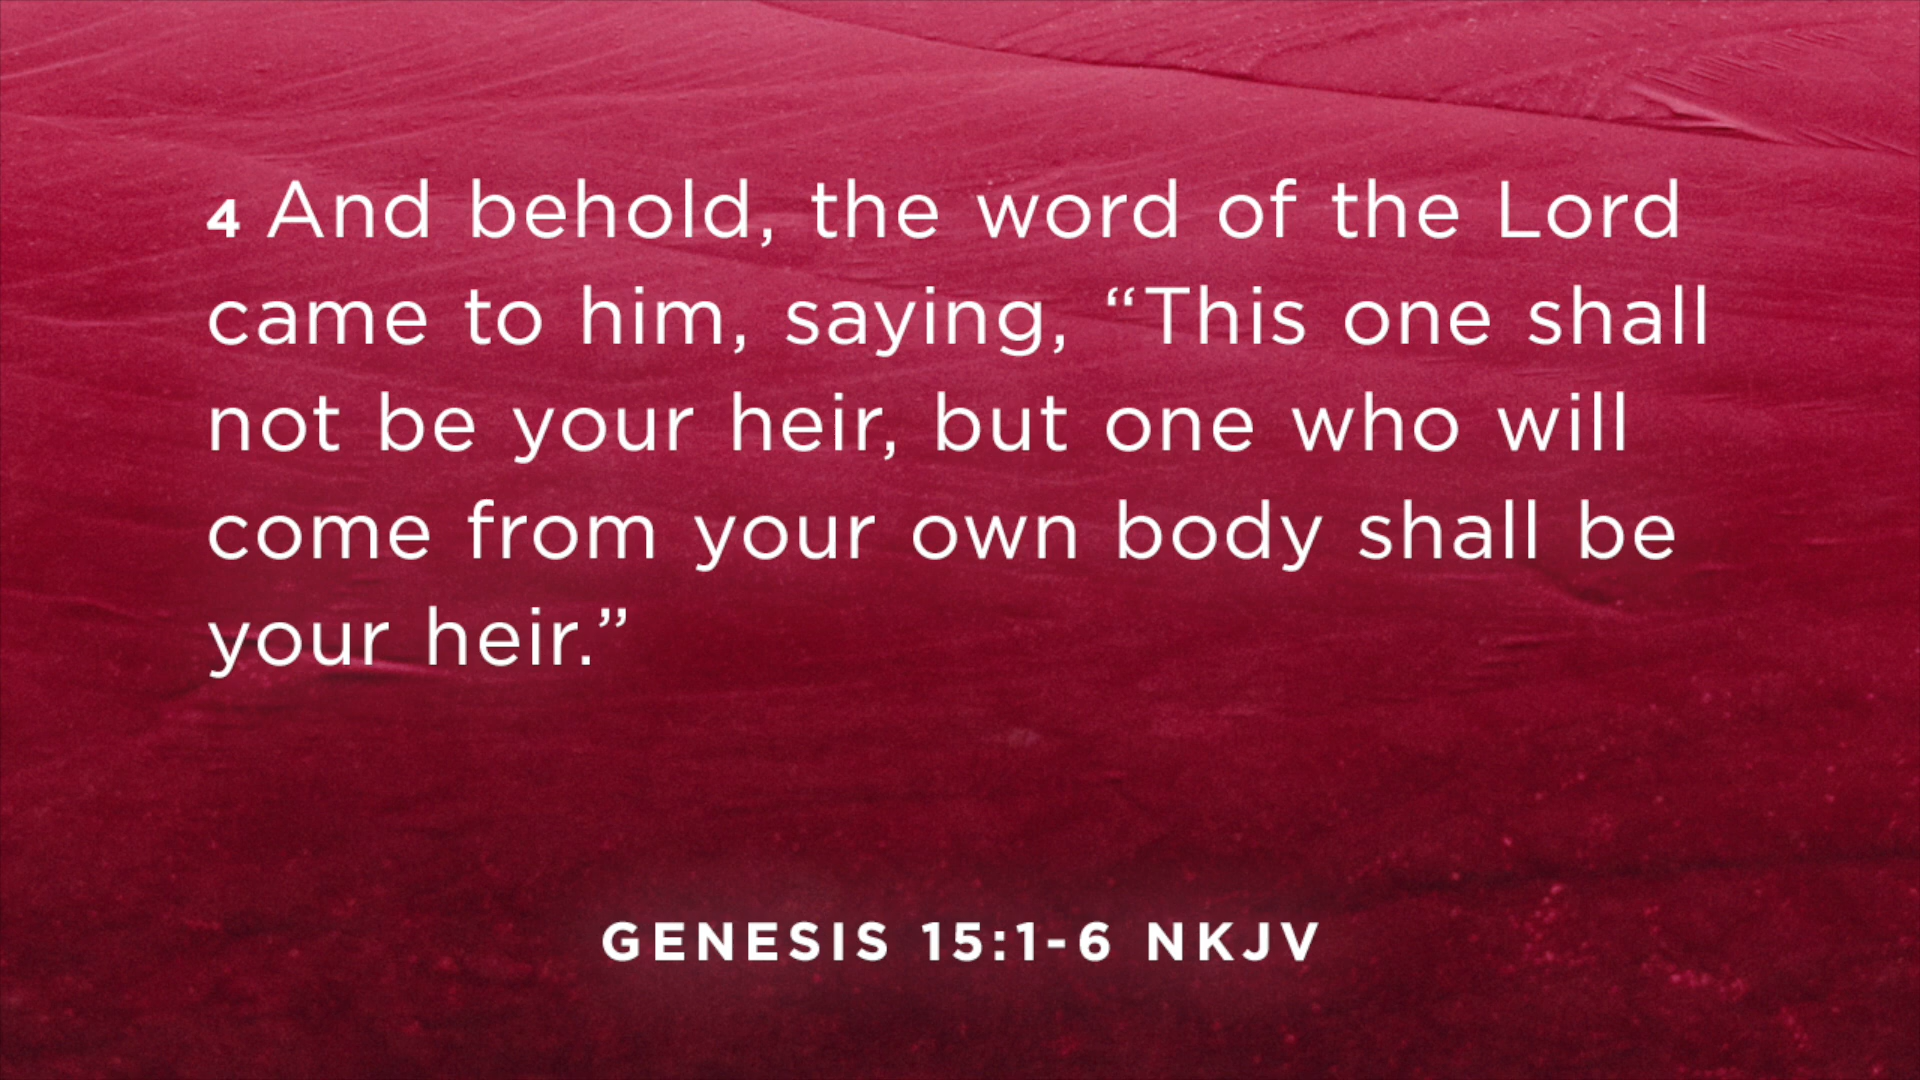 4 And behold, the word of the Lord
came to him, saying, “This one shall
not be your heir, but one who will
come from your own body shall be
your heir.”
GENESIS 15:1-6 NKJV